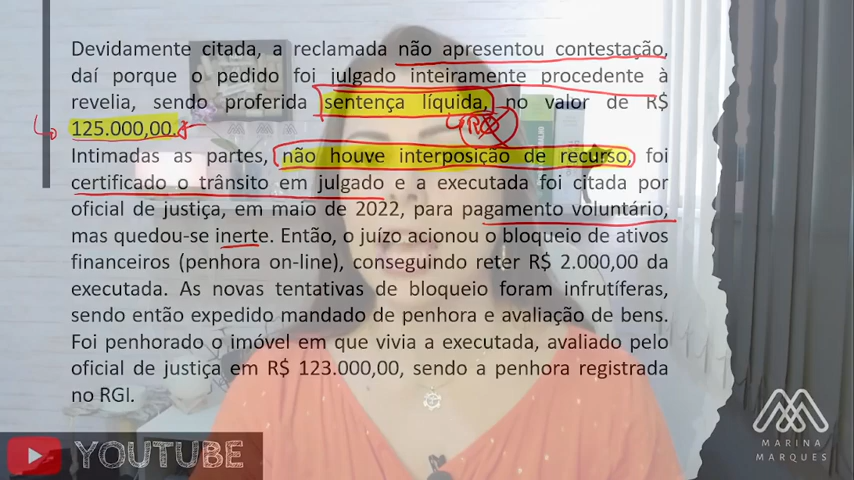 Devidamente citada, a reclamada não apresentou contestação,
daí porque o pedido foi julgado inteiramente procedente à
revelia, sendo proferida sentença líquida, no valor de R$
125.000,00.
Intimadas as partes, não houve interposição de recurso, foi
certificado o trânsito em julgado e a executada foi citada por
oficial de justiça, em maio de 2022, para pagamento voluntário,
mas quedou-se inerte. Então, o juízo acionou o bloqueio de ativos
financeiros (penhora on-line), conseguindo reter R$ 2.000,00 da
executada. As novas tentativas de bloqueio foram infrutíferas,
sendo então expedido mandado de penhora e avaliação de bens.
Foi penhorado o imóvel em que vivia a executada, avaliado pelo
oficial de justiça em R$ 123.000,00, sendo a penhora registrada
no RGI.
YOUTUBE
MARINA
MARQUES